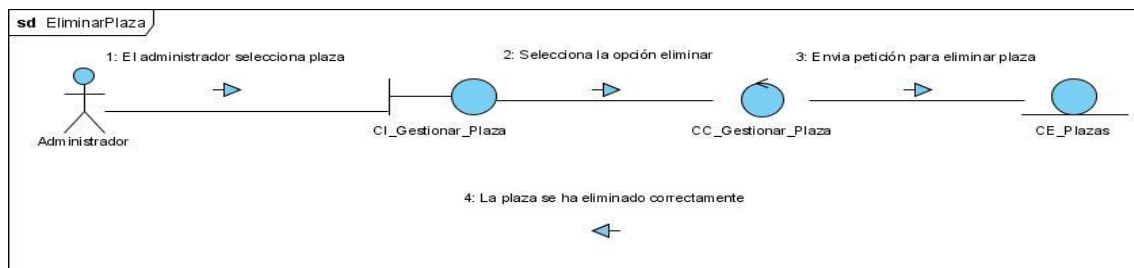 sd EliminarPlaza
1: El administrador selecciona plaza
2: Selecciona la opción eliminar
3: Envia petición para eliminar plaza
Administrador
CI_Gestionar_Plaza
CC_Gestionar_Plaza
CE_Plazas
4: La plaza se ha eliminado correctamente